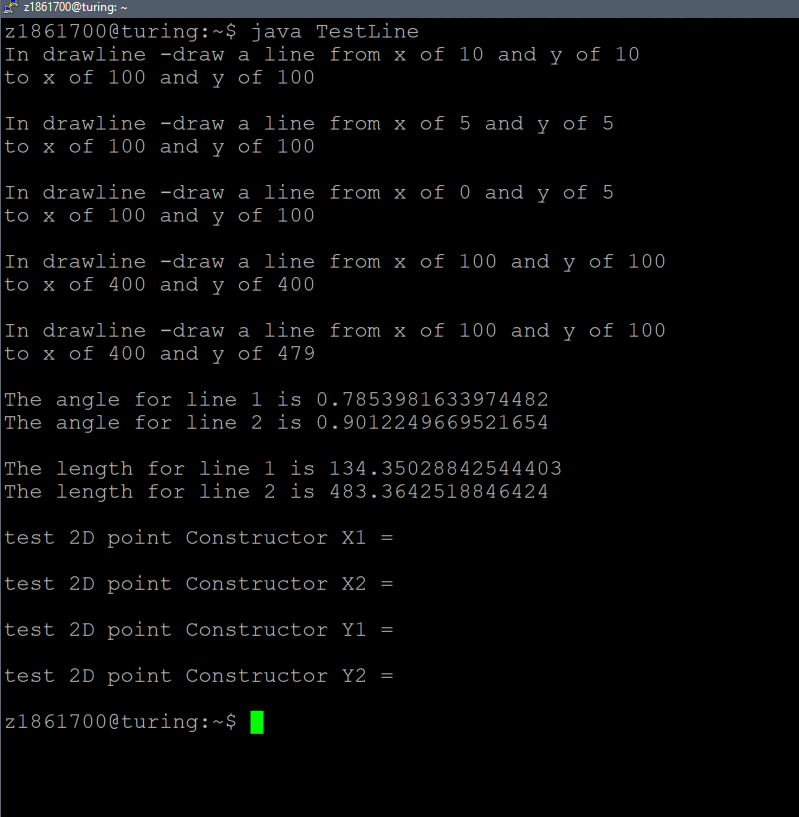 z1861700@turing: ~
z1861700@turing:~$ java TestLine
In drawline -draw a line from x of 10 and y of 10
to x of 100 and y of 100
In drawline -draw a line from x of 5 and y of 5
to x of 100 and y of 100
In drawline -draw a line from x of 0 and y of 5
to x of 100 and y of 100
In drawline -draw a line from x of 100 and y of 100
to x of 400 and y of 400
In drawline -draw a line from x of 100 and y of 100
to x of 400 and y of 479
The angle for line 1 is 0.7853981633974482
The angle for line 2 is 0.9012249669521654
The length for line 1 is 134.35028842544403
The length for line 2 is 483.3642518846424
test 2D point Constructor X1 =
test 2D point Constructor X2 =
test 2D point Constructor Y1 =
test 2D point Constructor Y2 =
z1861700@turing:~$